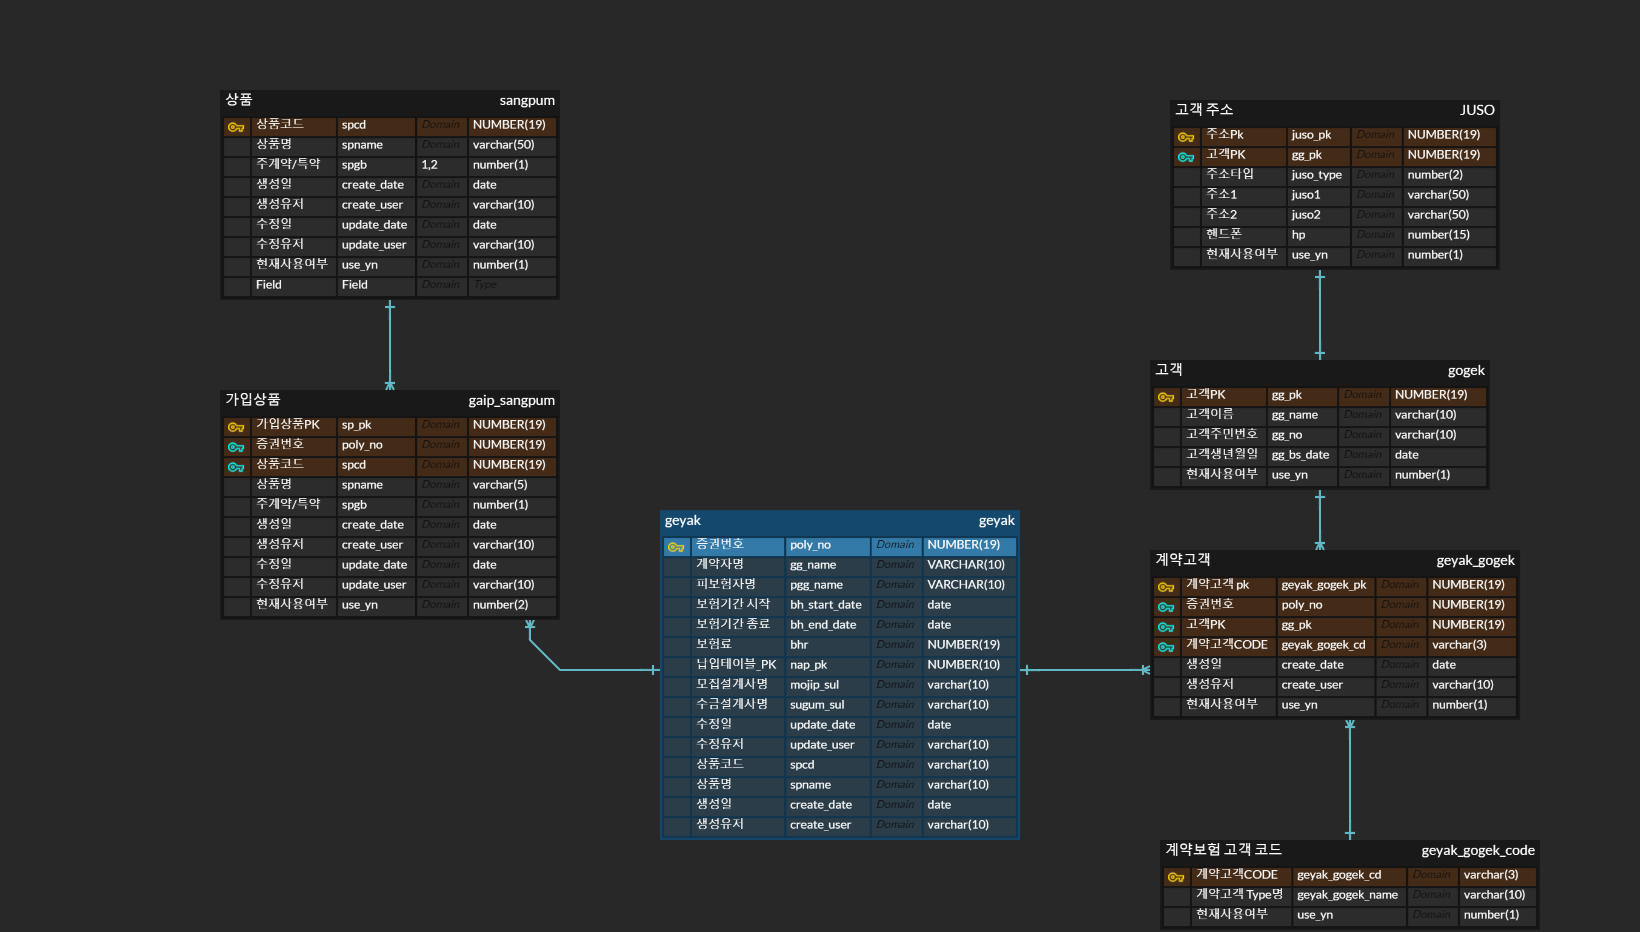 상품 sangpum
상품코드 spcd Domain NUMBER(19)
상품명 spname Domain varchar(50)
주계약/특약 spgb 1,2 number(1)
생성일 create_date Domain date
생성유저 create_user Domain varchar(10)
수정일 update_date Domain date
수정유저 update_user Domain varchar(10)
현재사용여부 use_yn Domain number(1)
Field Field Domain Type
고객 주소 JUSO
주소Pk juso_pk Domain NUMBER(19)
고객PK gg_pk Domain NUMBER(19)
주소타입 juso_type Domain number(2)
주소1 juso1 Domain varchar(50)
주소2 juso2 Domain varchar(50)
핸드폰 hp Domain number(15)
현재사용여부 use_yn Domain number(1)
고객 gogek
고객PK gg_pk Domain NUMBER(19)
고객이름 gg_name Domain varchar(10)
고객주민번호 gg_no Domain varchar(10)
고객생년월일 gg_bs_date Domain date
현재사용여부 use_yn Domain number(1)
가입상품 gaip_sangpum
가입상품PK sp_pk Domain NUMBER(19)
증권번호 poly_no Domain NUMBER(19)
상품코드 spcd Domain NUMBER(19)
상품명 spname Domain varchar(5)
주계약/특약 spgb Domain number(1)
생성일 create_date Domain date
생성유저 create_user Domain varchar(10)
수정일 update_date Domain date
수정유저 update_user Domain varchar(10)
현재사용여부 use_yn Domain number(2)
geyak geyak
증권번호 poly_no Domain NUMBER(19)
계약자명 gg_name Domain VARCHAR(10)
피보험자명 pgg_name Domain VARCHAR(10)
보험기간 시작 bh_start_date Domain date
보험기간 종료 bh_end_date Domain date
보험료 bhr Domain NUMBER(19)
납입테이블_PK nap_pk Domain NUMBER(10)
모집설계사명 mojip_sul Domain varchar(10)
수금설계사명 sugum_sul Domain varchar(10)
수정일 update_date Domain date
수정유저 update_user Domain varchar(10)
상품코드 spcd Domain varchar(10)
상품명 spname Domain varchar(10)
생성일 create_date Domain date
생성유저 create_user Domain varchar(10)
계약고객 geyak_gogek
계약고객 pk geyak_gogek_pk Domain NUMBER(19)
증권번호 poly_no Domain NUMBER(19)
고객PK gg_pk Domain NUMBER(19)
계약고객CODE geyak_gogek_cd Domain varchar(3)
생성일 create_date Domain date
생성유저 create_user Domain varchar(10)
현재사용여부 use_yn Domain number(1)
계약보험 고객 코드 geyak_gogek_code
계약고객CODE geyak_gogek_cd Domain varchar(3)
계약고객 Type명 geyak_gogek_name Domain varchar(10)
현재사용여부 use_yn Domain number(1)